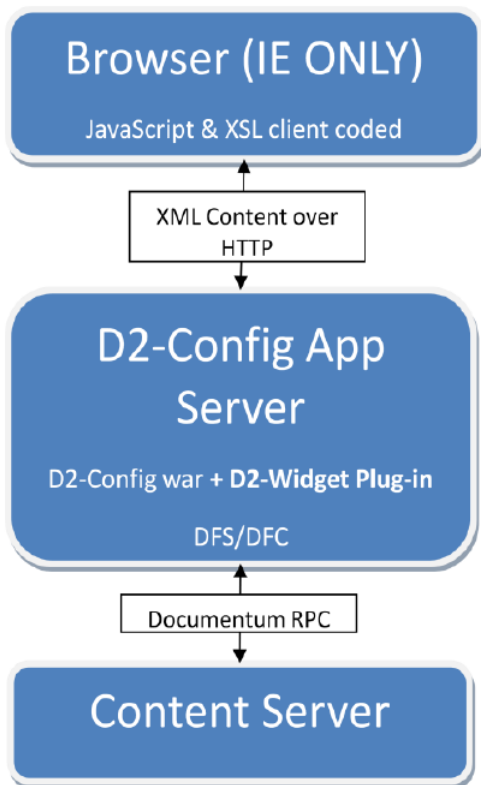 Browser (IE ONLY)
JavaScript & XSL client coded
XML Content over
HTTP
D2-Config App
Server
D2-Config war + D2-Widget Plug-in
DFS/DFC
Documentum RPC
Content Server